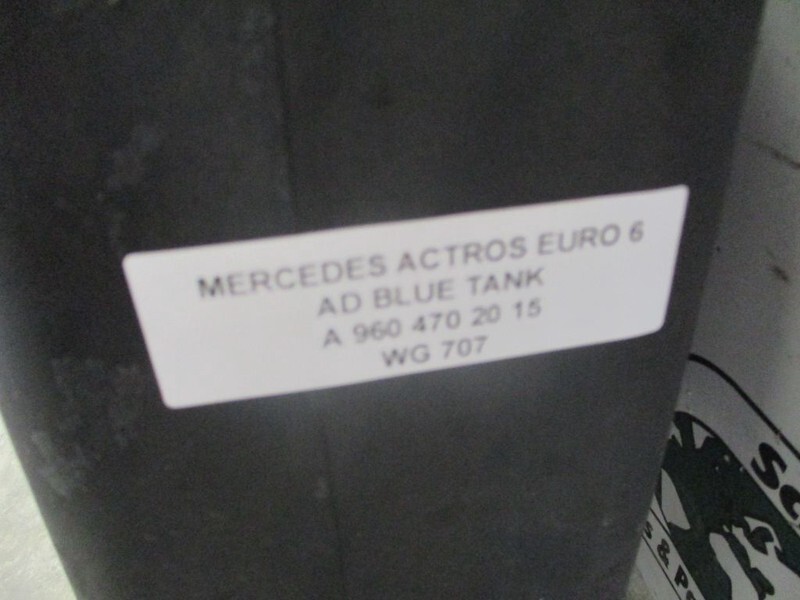 MERCEDES ACTROS EURO 6
AD BLUE TANK
A 960 470 20 15
WG 707